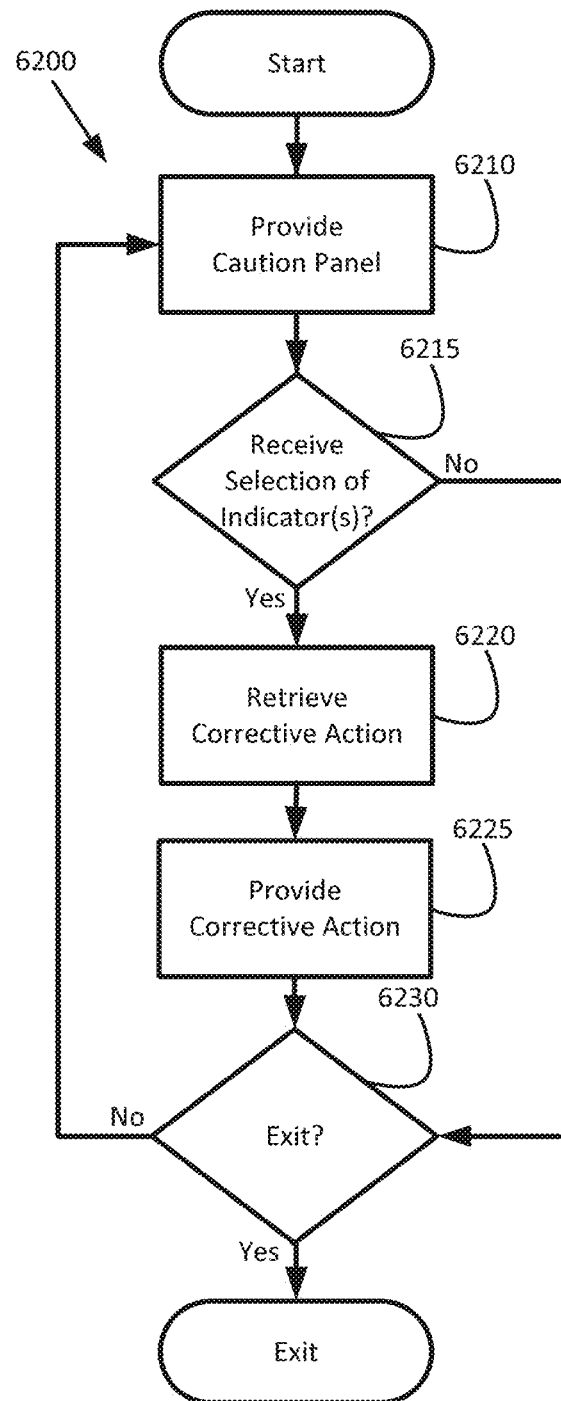 6200
Start
6210
Provide
Caution Panel
6215
Receive
Selection of
Indicator(s)?
No
Yes
6220
Retrieve
Corrective Action
6225
Provide
Corrective Action
6230
No
Exit?
Yes
Exit